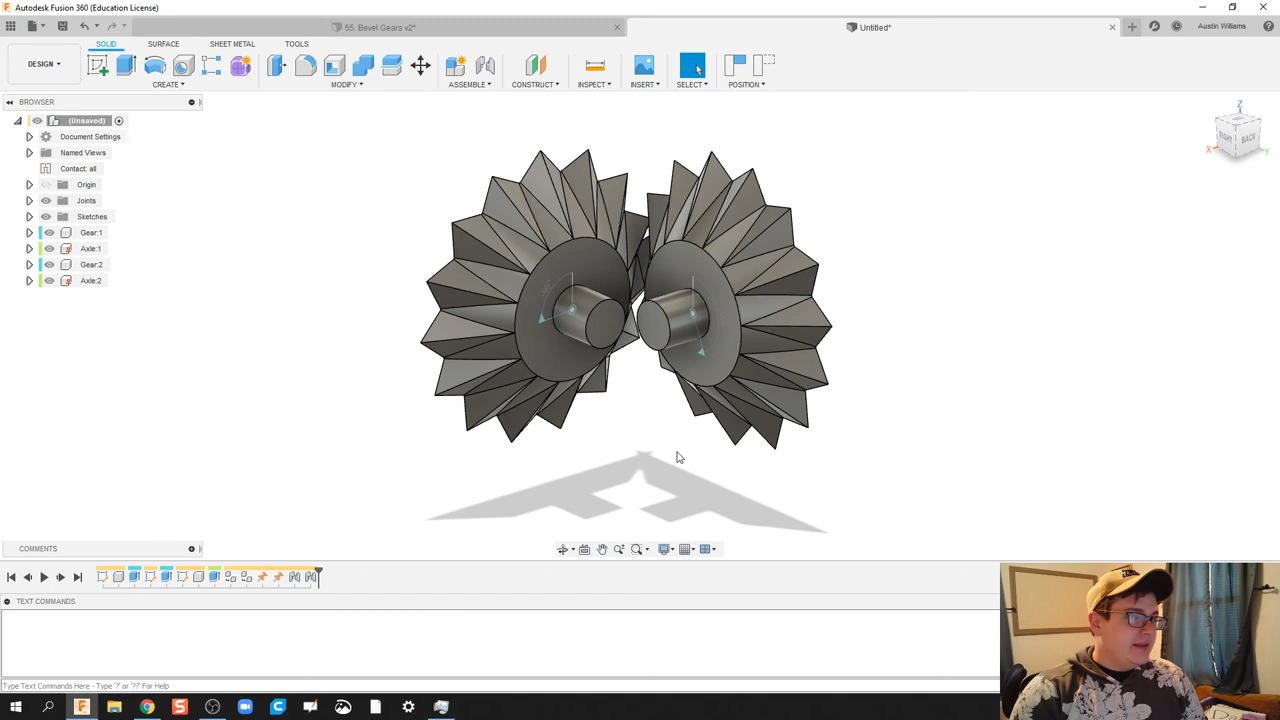 Autodesk Fusion 360 (Education License)
55. Bevel Gears v2*
Untitled*
Austin Williams
SOLID SURFACE SHEET METAL TOOLS
DESIGN
CREATE MODIFY ASSEMBLE CONSTRUCT INSPECT INSERT SELECT POSITION
BROWSER
(Unsaved)
Document Settings
Named Views
Contact: all
Origin
Joints
Sketches
Gear:1
Axle:1
Gear:2
Axle:2
Z
RIGHT BACK
X
Y
COMMENTS
TEXT COMMANDS
Type Text Commands Here - Type '?' or '??' For Help